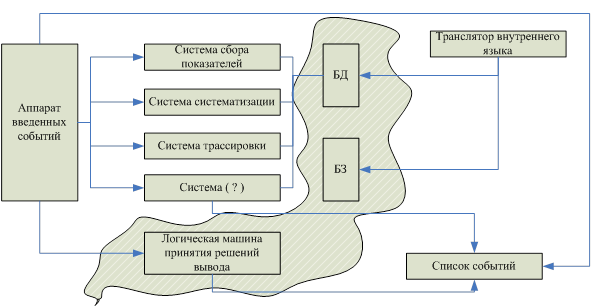 Система сбора
показателей
БД
Транслятор внутреннего
языка
Аппарат
введенных
событий
Система систематизации
Система трассировки
БЗ
Система ( ? )
Логическая машина
принятия решений
вывода
Список событий